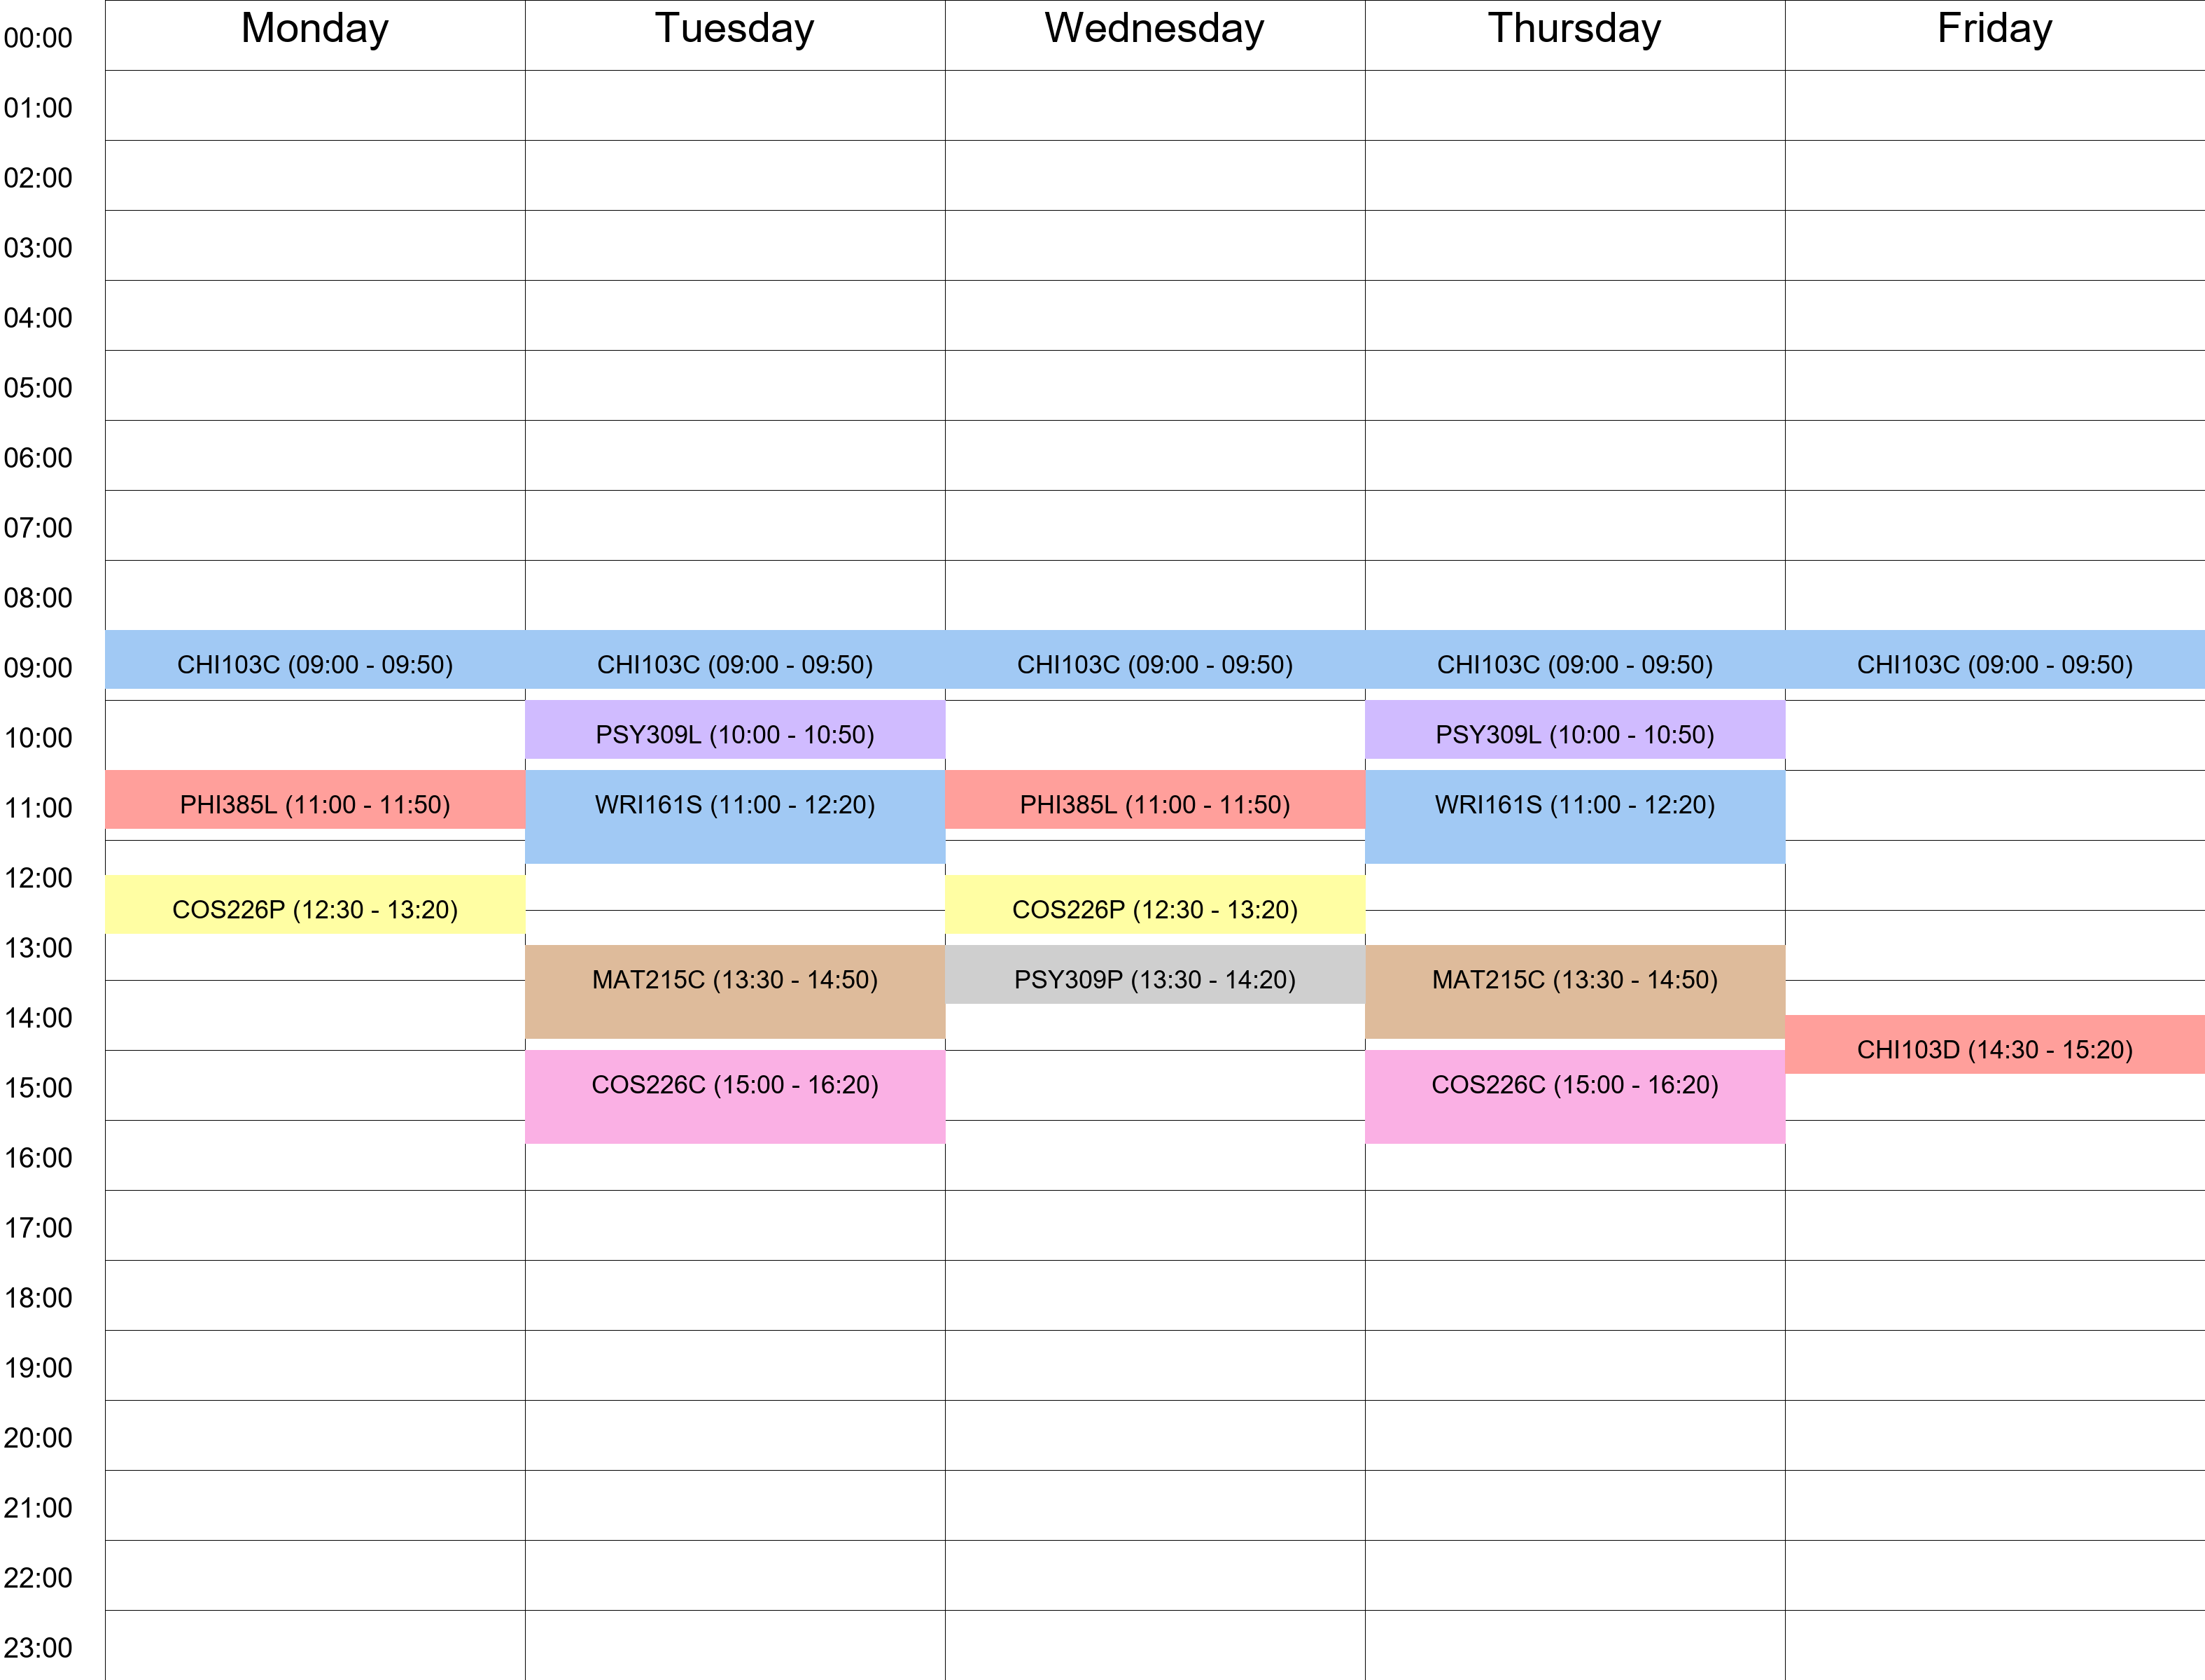 Monday Tuesday Wednesday Thursday Friday
00:00
01:00
02:00
03:00
04:00
05:00
06:00
07:00
08:00
09:00 CHI103C (09:00 - 09:50) CHI103C (09:00 - 09:50) CHI103C (09:00 - 09:50) CHI103C (09:00 - 09:50) CHI103C (09:00 - 09:50)
10:00 PSY309L (10:00 - 10:50) PSY309L (10:00 - 10:50)
11:00 PHI385L (11:00 - 11:50) WRI161S (11:00 - 12:20) PHI385L (11:00 - 11:50) WRI161S (11:00 - 12:20)
12:00
COS226P (12:30 - 13:20) COS226P (12:30 - 13:20)
13:00
MAT215C (13:30 - 14:50) PSY309P (13:30 - 14:20) MAT215C (13:30 - 14:50)
14:00
CHI103D (14:30 - 15:20)
15:00 COS226C (15:00 - 16:20) COS226C (15:00 - 16:20)
16:00
17:00
18:00
19:00
20:00
21:00
22:00
23:00